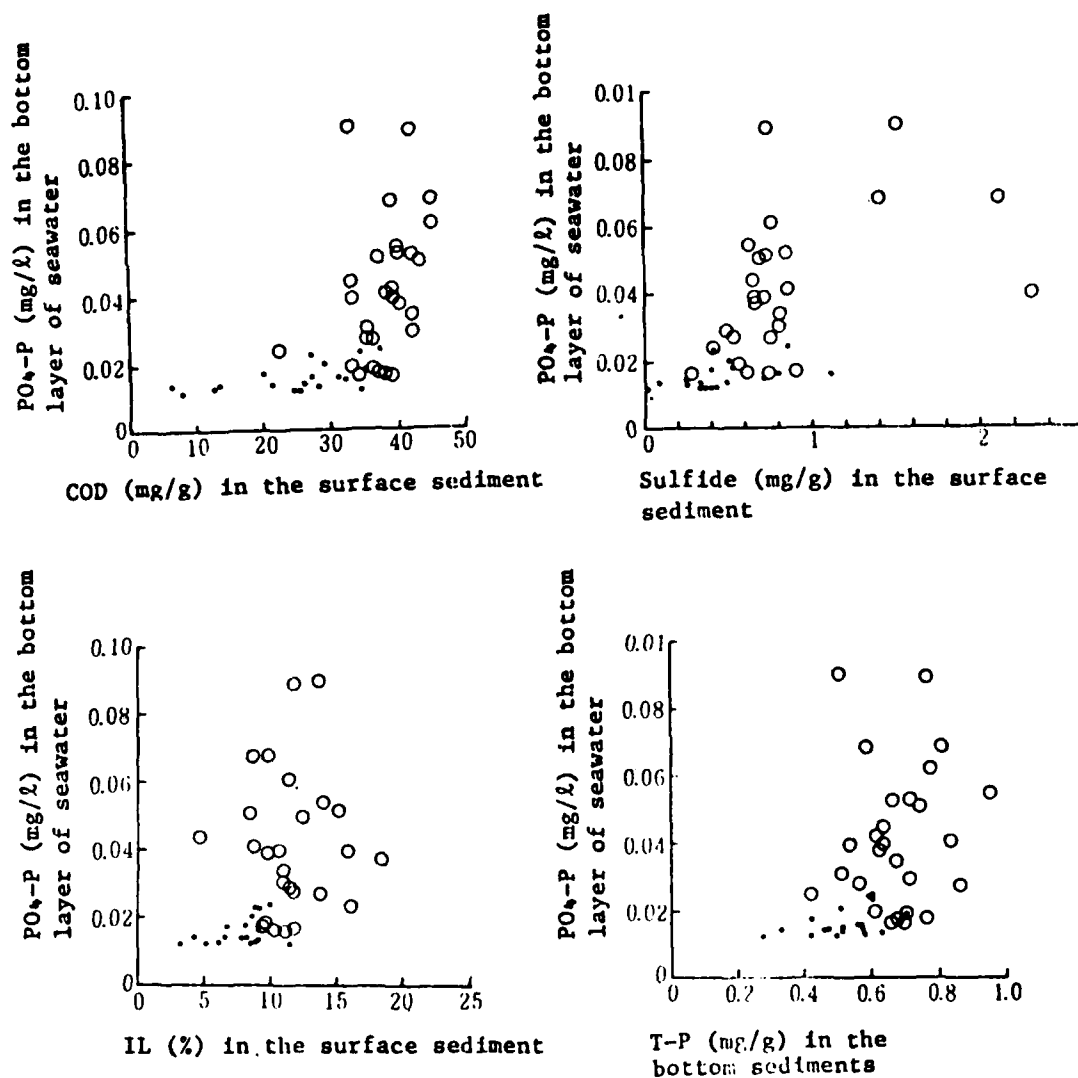 PO₄-P (mg/ℓ) in the bottom
layer of seawater
0.10
0.08
0.06
0.04
0.02
0
0 10 20 30 40 50
COD (mg/g) in the surface sediment
PO₄-P (mg/ℓ) in the bottom
layer of seawater
0.01
0.08
0.06
0.04
0.02
0
0 1 2
Sulfide (mg/g) in the surface
sediment
PO₄-P (mg/ℓ) in the bottom
layer of seawater
0.10
0.08
0.06
0.04
0.02
0
0 5 10 15 20 25
IL (%) in the surface sediment
PO₄-P (mg/ℓ) in the bottom
layer of seawater
0.01
0.08
0.06
0.04
0.02
0
0 0.2 0.4 0.6 0.8 1.0
T-P (mg/g) in the
bottom sediments